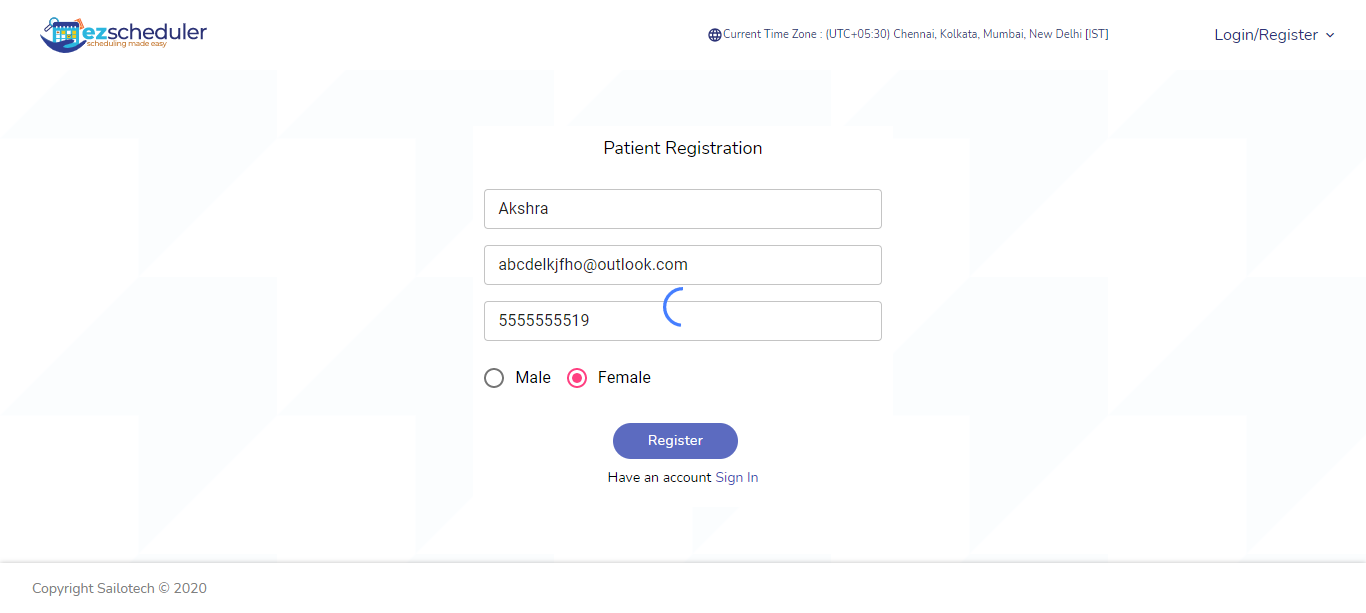 ezscheduler
scheduling made easy
Current Time Zone : (UTC+05:30) Chennai, Kolkata, Mumbai, New Delhi [IST]
Login/Register
Patient Registration
Akshra
abcdelkjfho@outlook.com
5555555519
Male Female
Register
Have an account Sign In
Copyright Sailotech © 2020